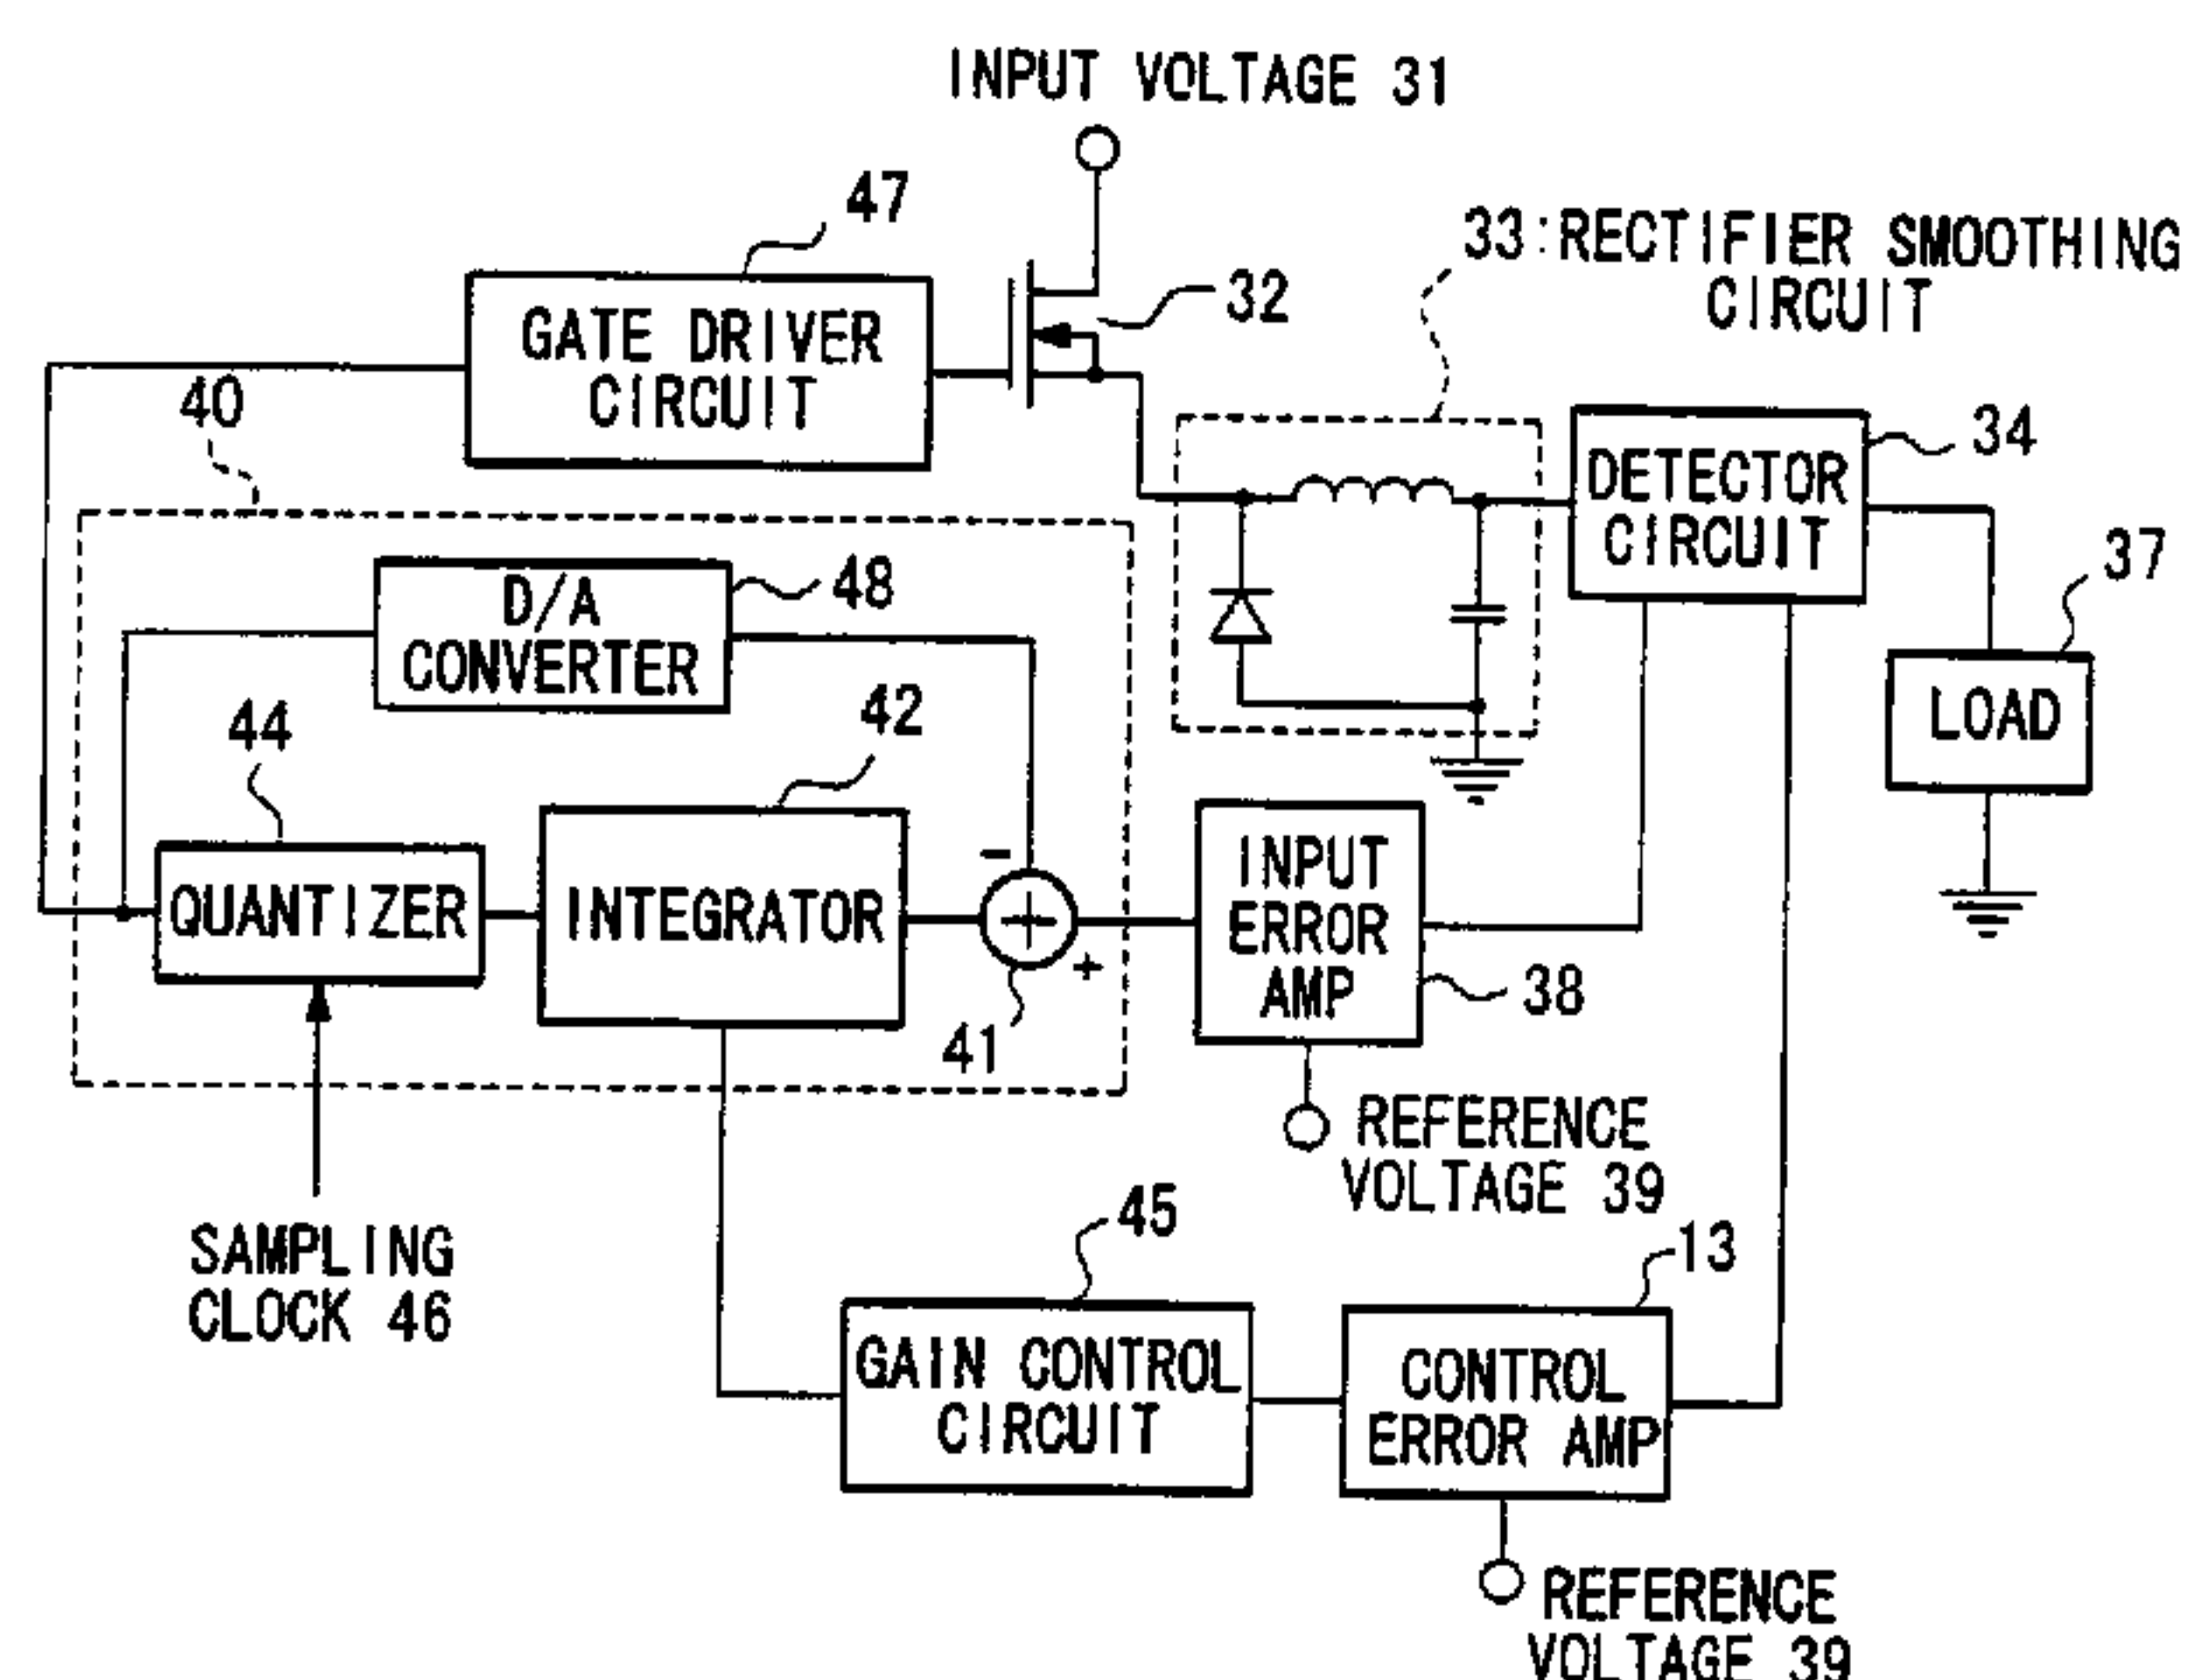 INPUT VOLTAGE 31
47
33:RECTIFIER SMOOTHING
CIRCUIT
32
GATE DRIVER
CIRCUIT
40
34
DETECTOR
CIRCUIT
37
D/A
CONVERTER
48
LOAD
44
42
INPUT
ERROR
AMP
-
QUANTIZER
INTEGRATOR
+
+
38
41
REFERENCE
VOLTAGE 39
SAMPLING
CLOCK 46
45
13
GAIN CONTROL
CIRCUIT
CONTROL
ERROR AMP
REFERENCE
VOLTAGE 39